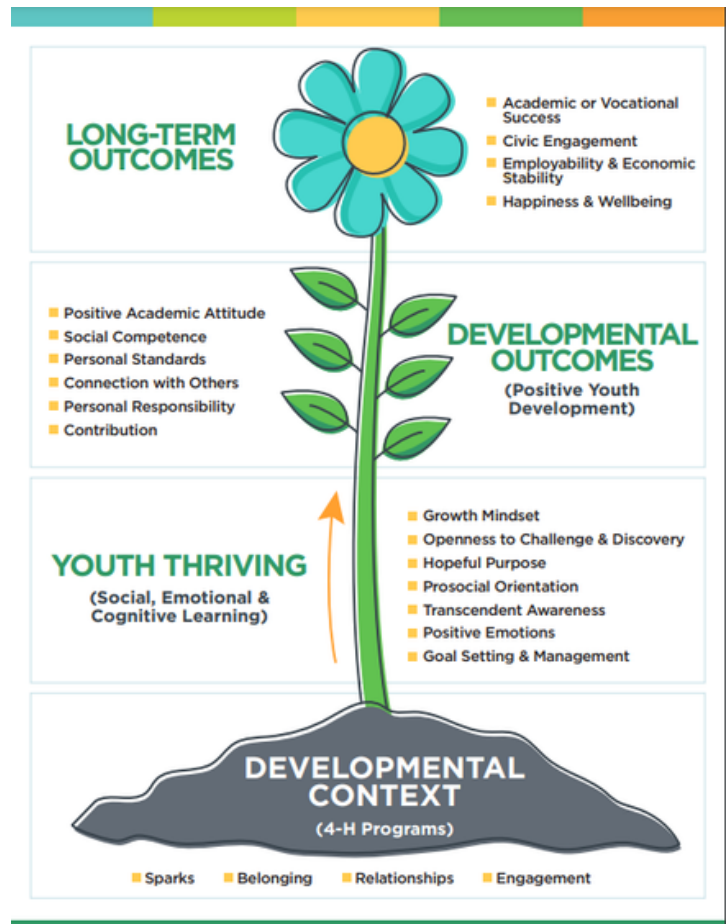 LONG-TERM
OUTCOMES
Academic or Vocational
Success
Civic Engagement
Employability & Economic
Stability
Happiness & Wellbeing
Positive Academic Attitude
Social Competence
Personal Standards
Connection with Others
Personal Responsibility
Contribution
DEVELOPMENTAL
OUTCOMES
(Positive Youth
Development)
YOUTH THRIVING
(Social, Emotional &
Cognitive Learning)
Growth Mindset
Openness to Challenge & Discovery
Hopeful Purpose
Prosocial Orientation
Transcendent Awareness
Positive Emotions
Goal Setting & Management
DEVELOPMENTAL
CONTEXT
(4-H Programs)
Sparks Belonging Relationships Engagement